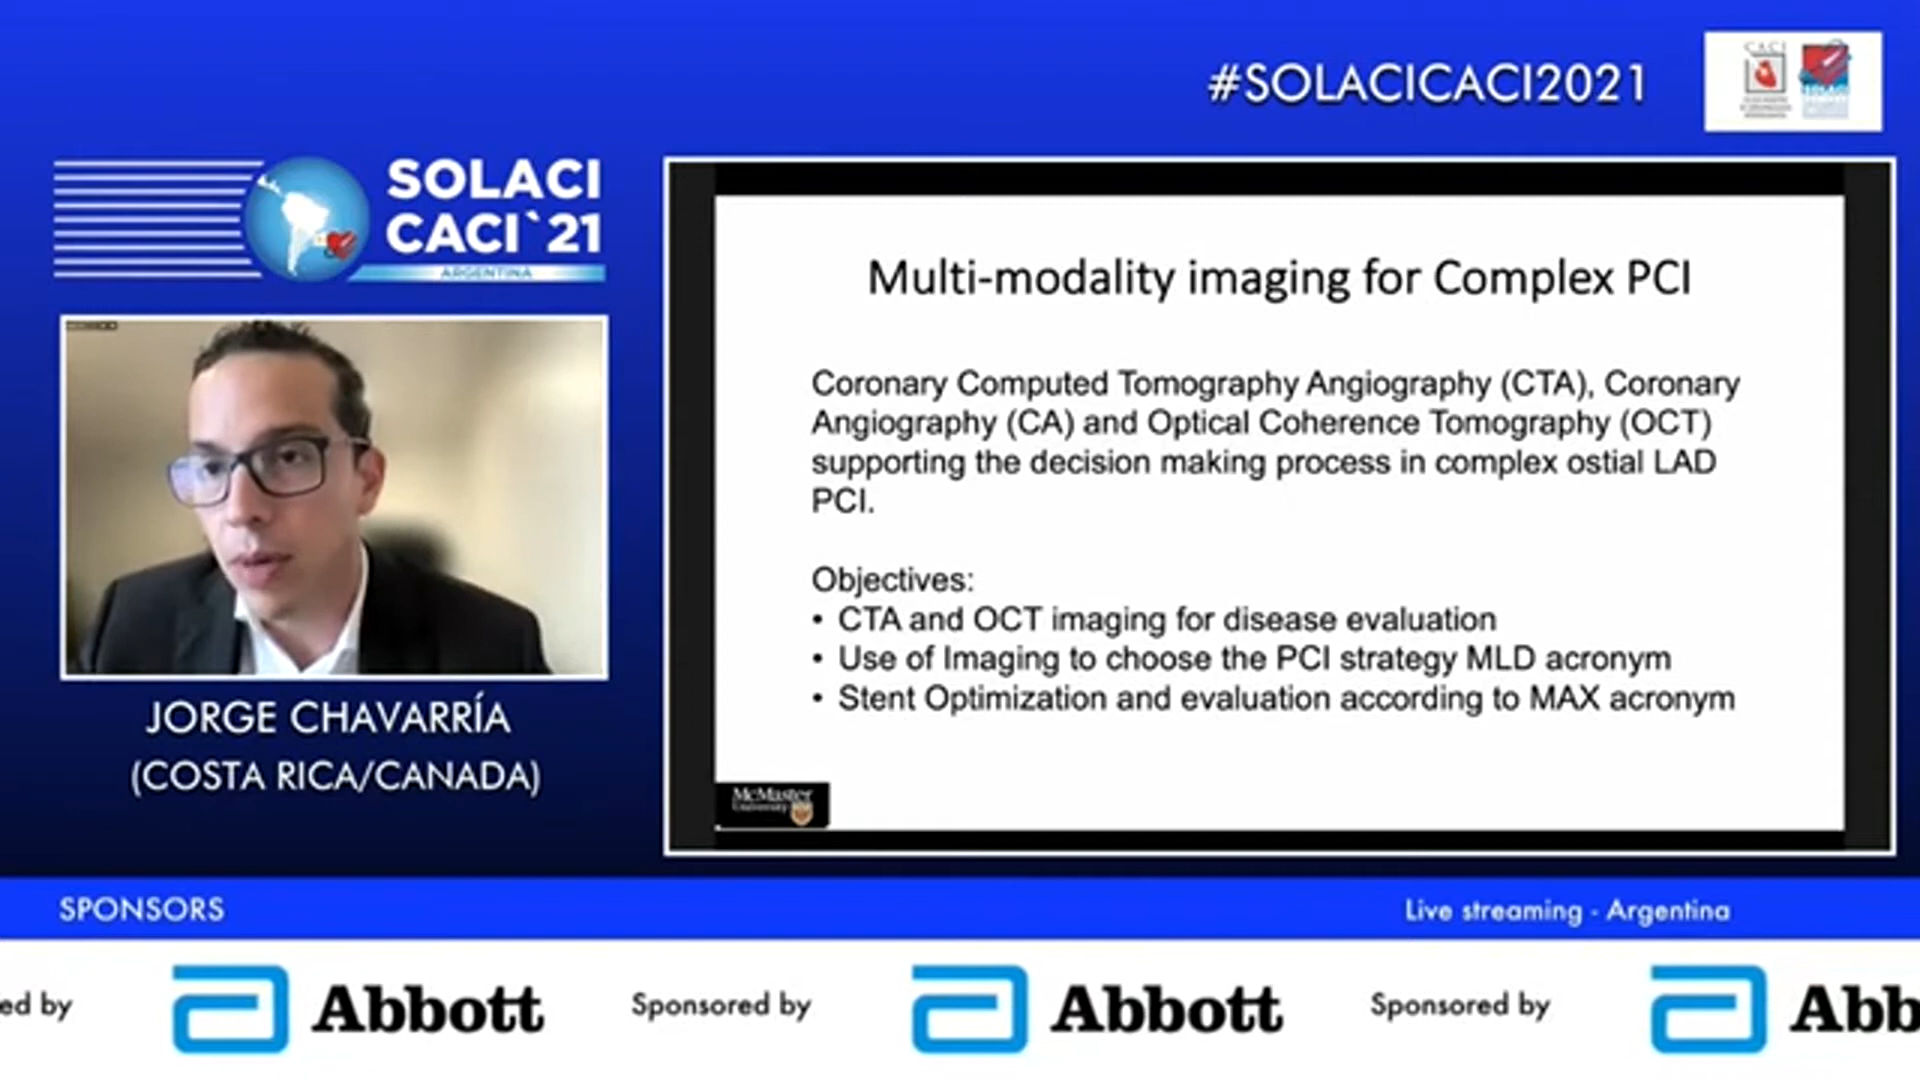 #SOLACICACI2021
CACI
SOLACI
CACI`21
ARGENTINA
JORGE CHAVARRÍA
(COSTA RICA/CANADA)
Multi-modality imaging for Complex PCI
Coronary Computed Tomography Angiography (CTA), Coronary
Angiography (CA) and Optical Coherence Tomography (OCT)
supporting the decision making process in complex ostial LAD
PCI.
Objectives:
• CTA and OCT imaging for disease evaluation
• Use of Imaging to choose the PCI strategy MLD acronym
• Stent Optimization and evaluation according to MAX acronym
McMaster
University
SPONSORS
Live streaming - Argentina
ed by Abbott Sponsored by Abbott Sponsored by Abb